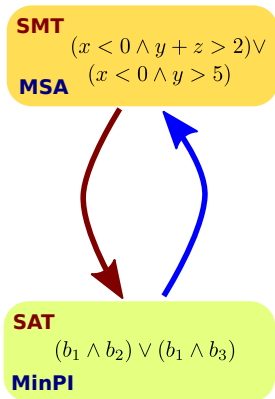 SMT
(x < 0 ∧ y + z > 2)∨
(x < 0 ∧ y > 5)
MSA
SAT
(b₁ ∧ b₂) ∨ (b₁ ∧ b₃)
MinPI